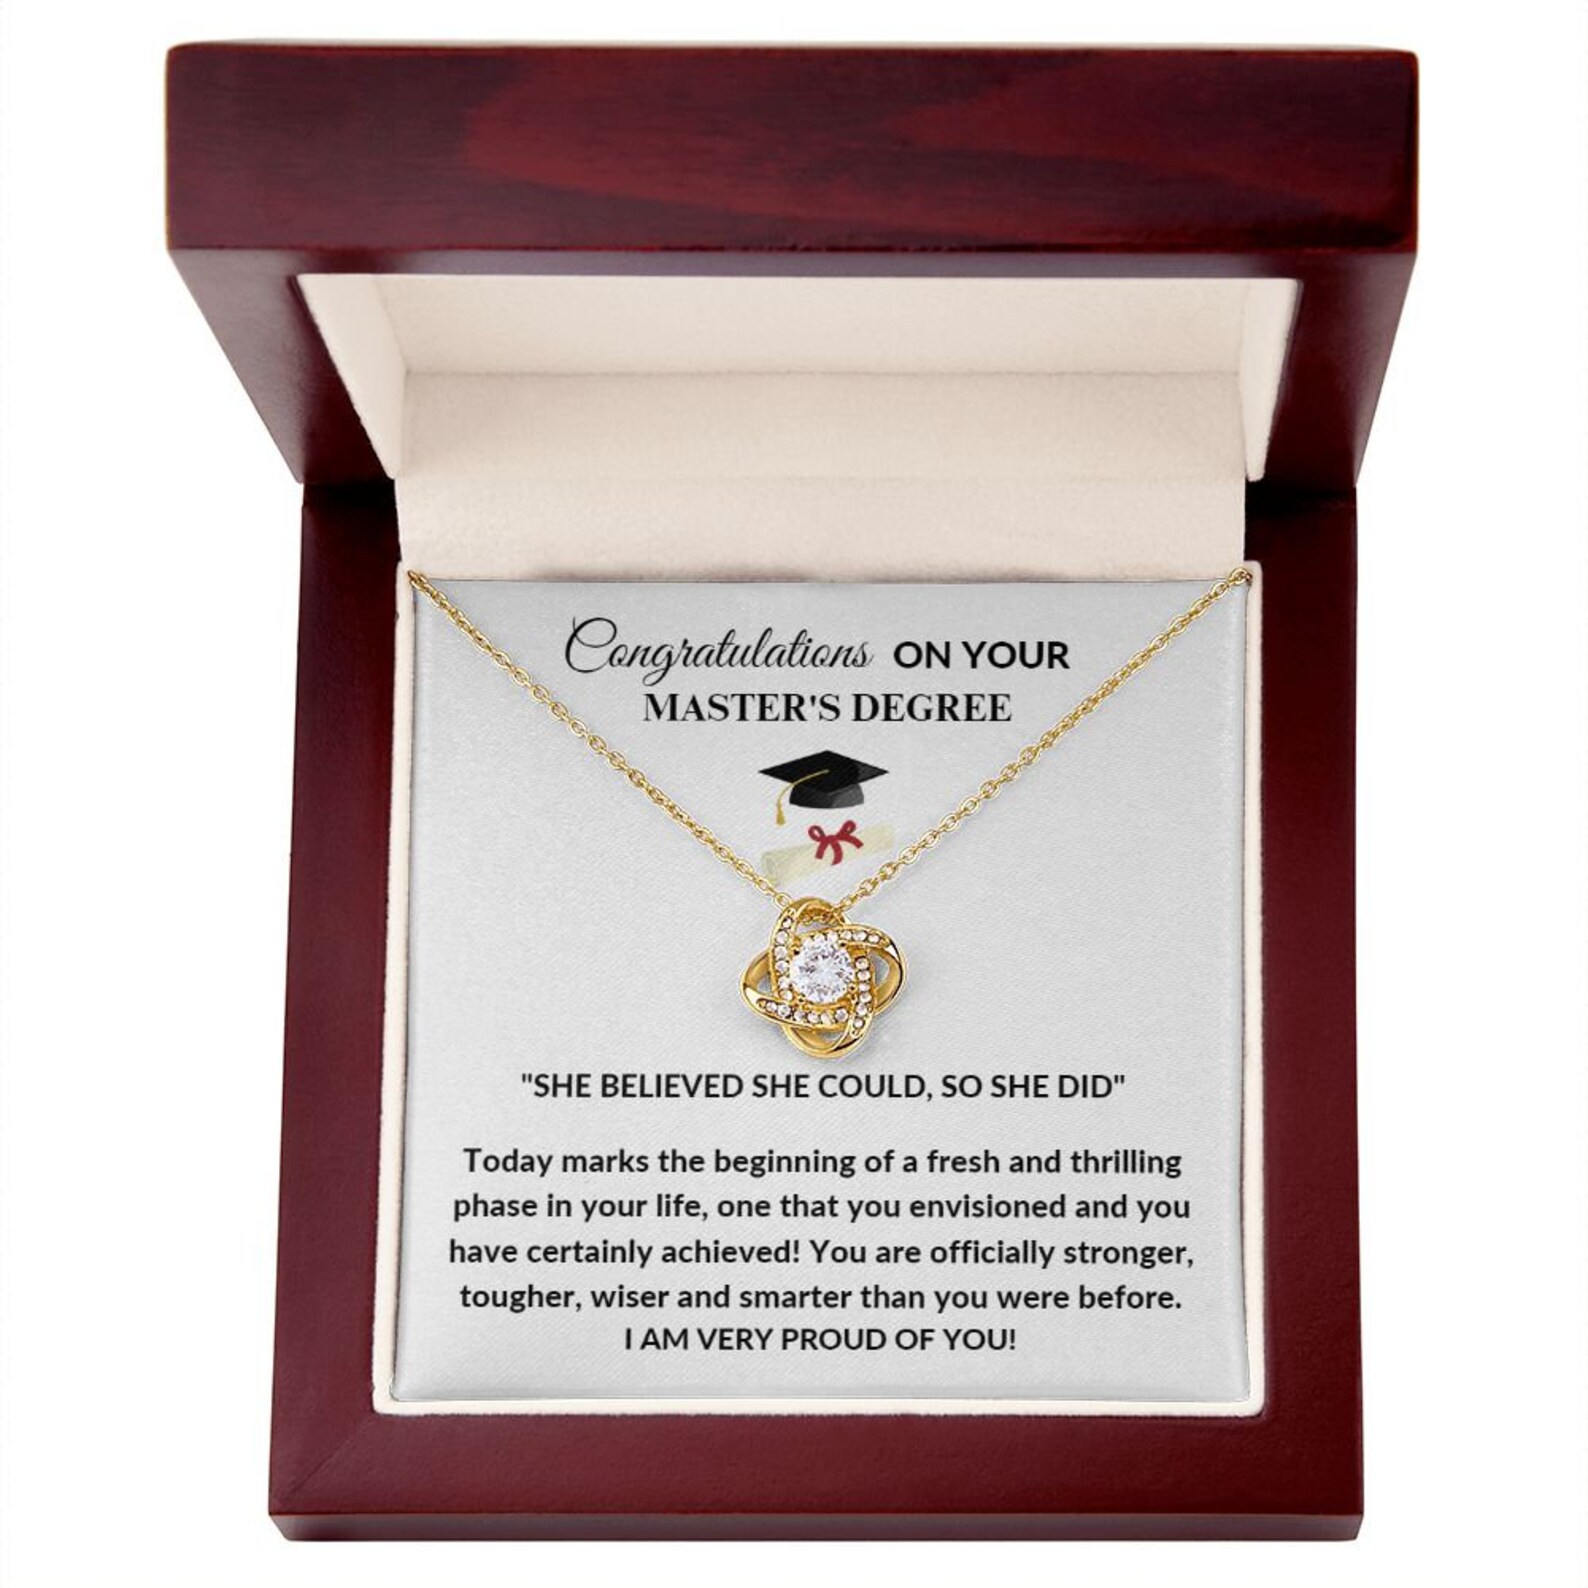 Congratulations ON YOUR
MASTER'S DEGREE
"SHE BELIEVED SHE COULD, SO SHE DID"
Today marks the beginning of a fresh and thrilling
phase in your life, one that you envisioned and you
have certainly achieved! You are officially stronger,
tougher, wiser and smarter than you were before.
I AM VERY PROUD OF YOU!